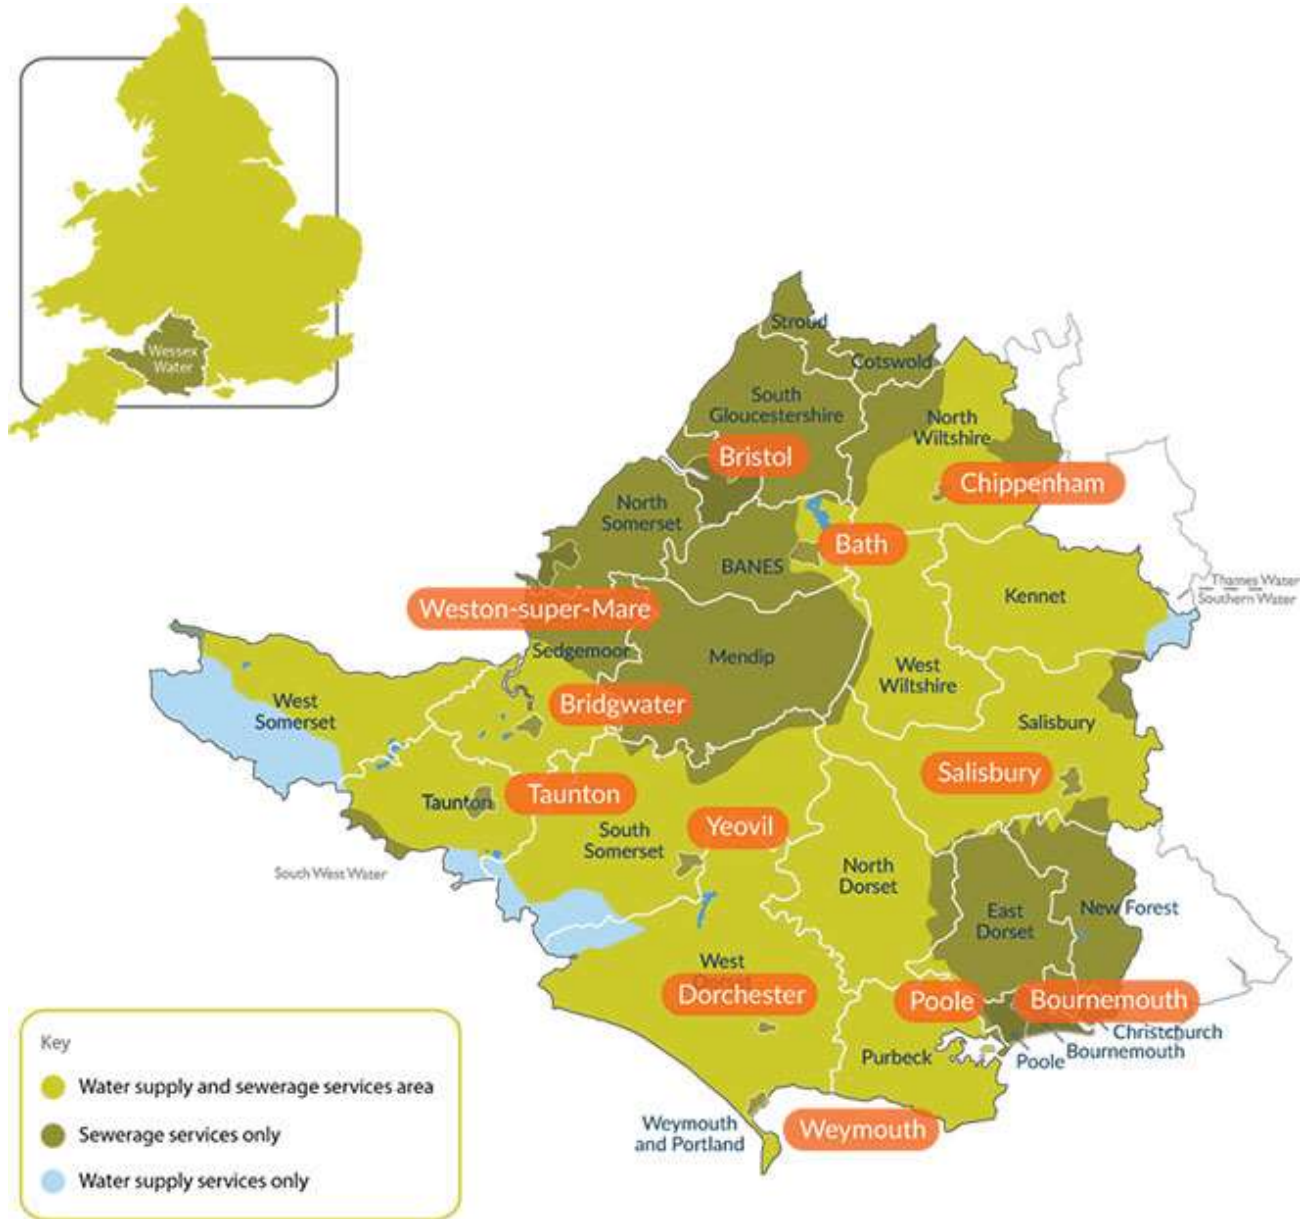 Wessex
Water
Stroud
Cotswold
South
Gloucestershire
North
Wiltshire
Bristol
Chippenham
North
Somerset
Bath
BANES
Thames Water
Southern Water
Kennet
Weston-super-Mare
Sedgemoor
Mendip
West
Wiltshire
West
Somerset
Bridgwater
Salisbury
Salisbury
Taunton
Taunton
Yeovil
South
Somerset
South West Water
North
Dorset
East
Dorset
New Forest
West
Dorchester
Poole
Bournemouth
Christchurch
Bournemouth
Poole
Purbeck
Weymouth
and Portland
Weymouth
Key
Water supply and sewerage services area
Sewerage services only
Water supply services only